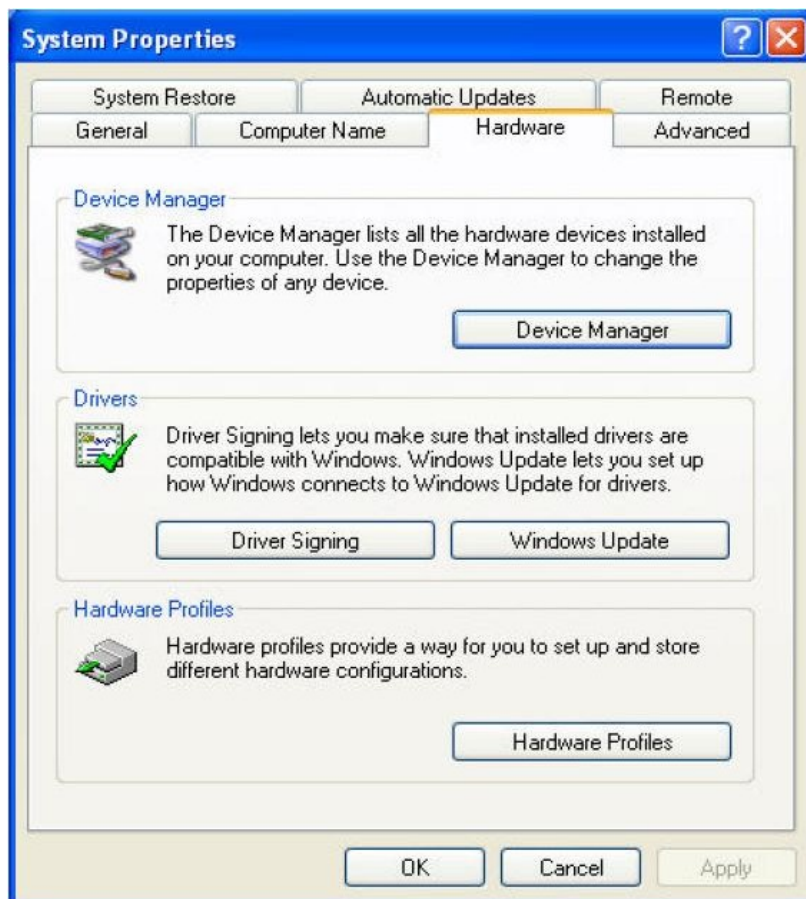 System Properties
System Restore Automatic Updates Remote
General Computer Name Hardware Advanced
Device Manager
The Device Manager lists all the hardware devices installed
on your computer. Use the Device Manager to change the
properties of any device.
Device Manager
Drivers
Driver Signing lets you make sure that installed drivers are
compatible with Windows. Windows Update lets you set up
how Windows connects to Windows Update for drivers.
Driver Signing Windows Update
Hardware Profiles
Hardware profiles provide a way for you to set up and store
different hardware configurations.
Hardware Profiles
OK Cancel Apply